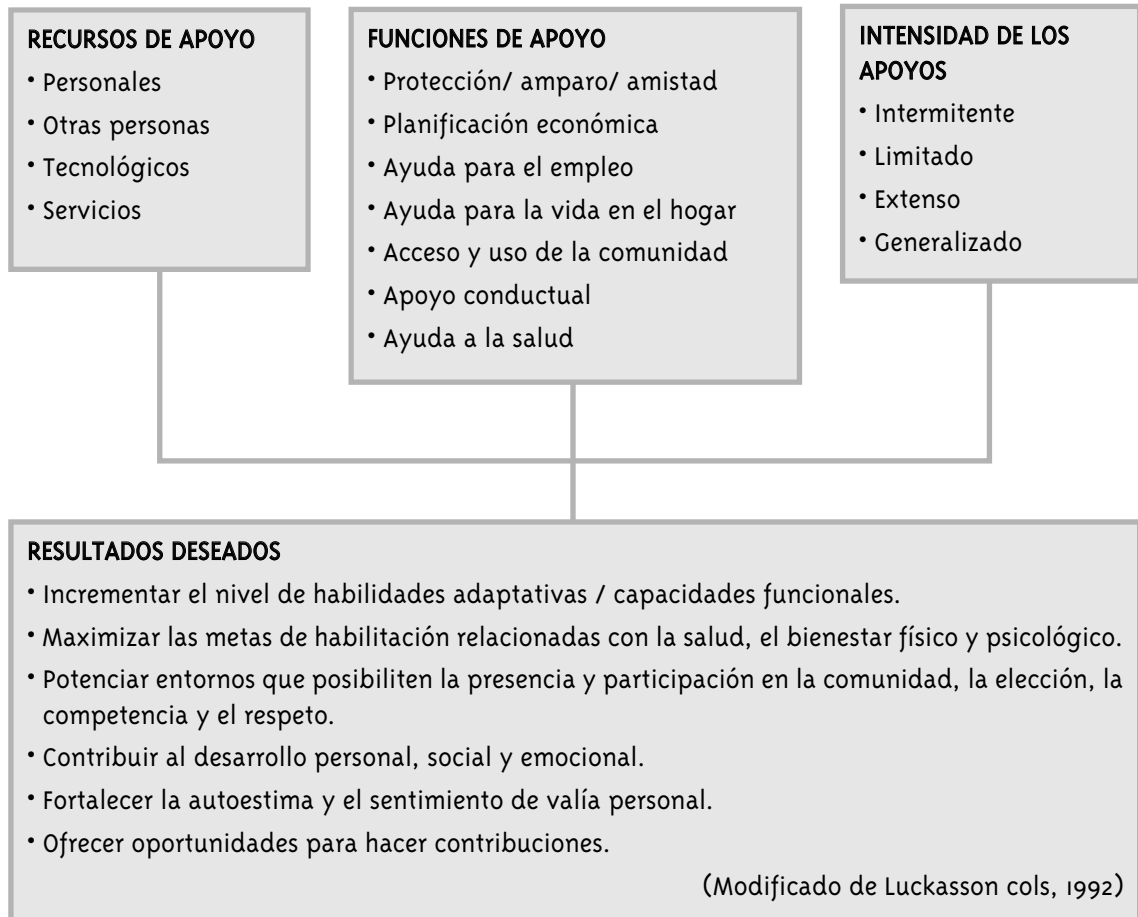 RECURSOS DE APOYO
• Personales
• Otras personas
• Tecnológicos
• Servicios
FUNCIONES DE APOYO
• Protección/ amparo/ amistad
• Planificación económica
• Ayuda para el empleo
• Ayuda para la vida en el hogar
• Acceso y uso de la comunidad
• Apoyo conductual
• Ayuda a la salud
INTENSIDAD DE LOS
APOYOS
• Intermitente
• Limitado
• Extenso
• Generalizado
RESULTADOS DESEADOS
• Incrementar el nivel de habilidades adaptativas / capacidades funcionales.
• Maximizar las metas de habilitación relacionadas con la salud, el bienestar físico y psicológico.
• Potenciar entornos que posibiliten la presencia y participación en la comunidad, la elección, la
competencia y el respeto.
• Contribuir al desarrollo personal, social y emocional.
• Fortalecer la autoestima y el sentimiento de valía personal.
• Ofrecer oportunidades para hacer contribuciones.
(Modificado de Luckasson cols, 1992)